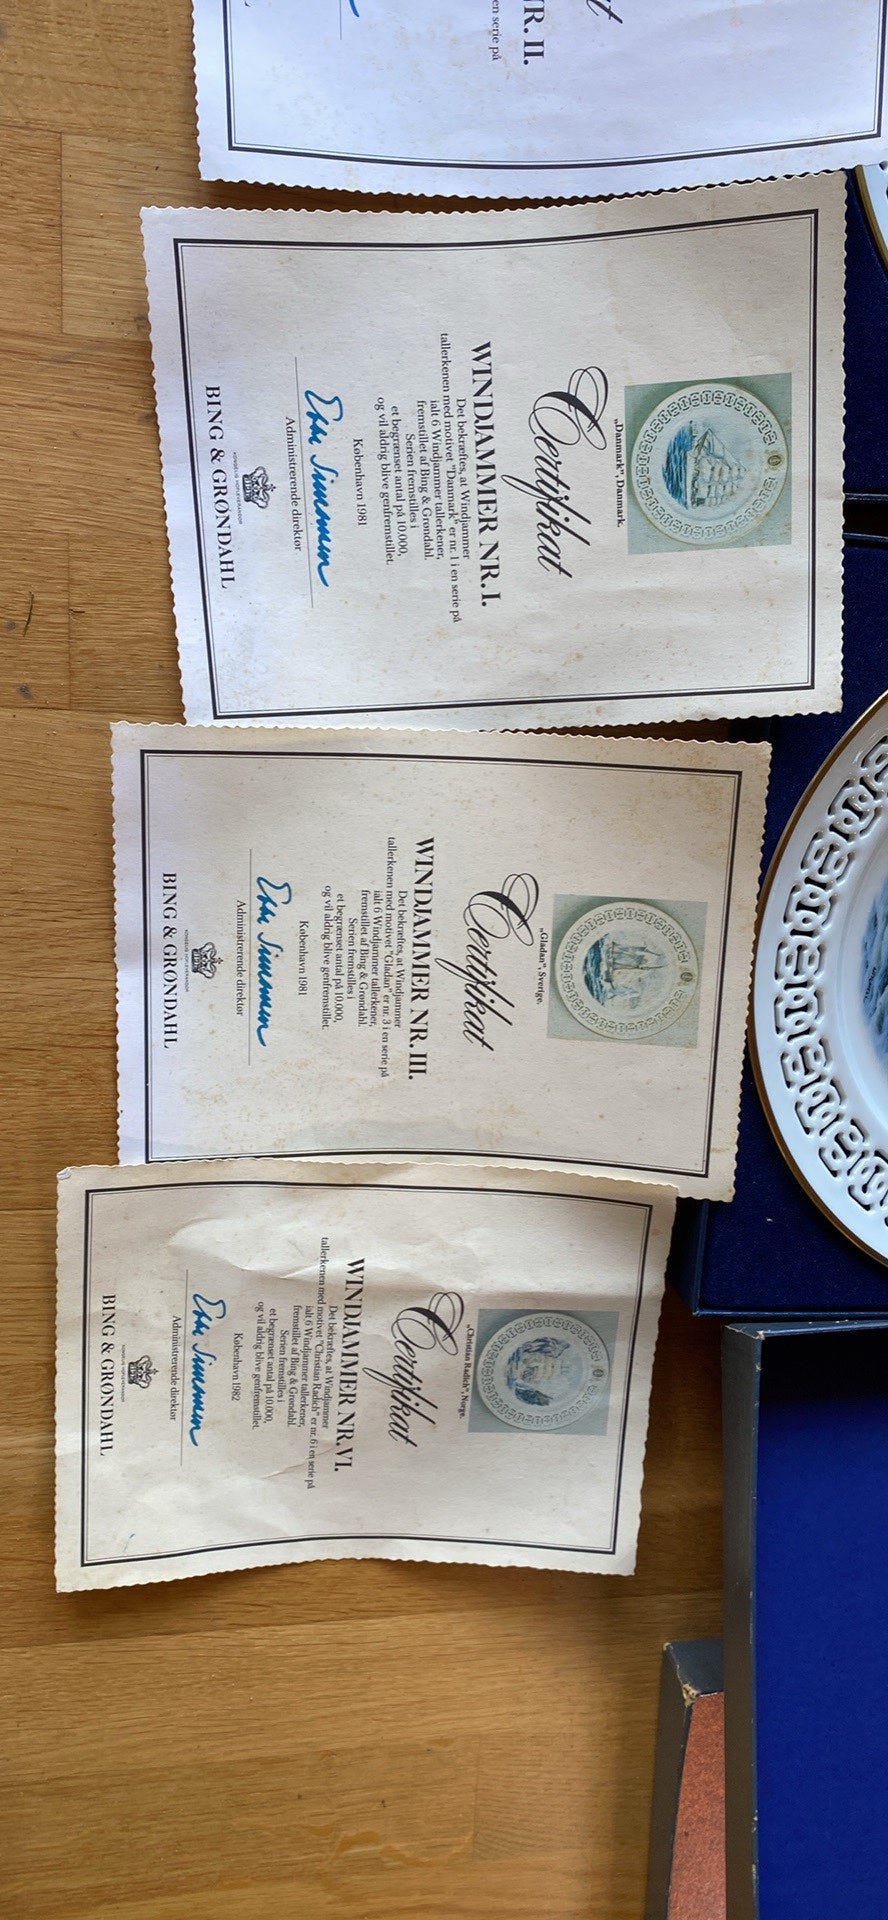 NR. II.
en serie på
„Danmark”, Danmark.
Certifikat
WINDJAMMER NR. I.
Det bekræftes, at Windjammer
tallerkenen med motivet "Danmark" er nr. 1 i en serie på
ialt 6 Windjammer tallerkener,
fremstillet af Bing & Grøndahl.
Serien fremstilles i
et begrænset antal på 10.000,
og vil aldrig blive genfremstillet.
København 1981
Administrerende direktør
KONGELIG HOFLEVERANDØR
BING & GRØNDAHL
„Gladan”, Sverige.
Certifikat
WINDJAMMER NR. III.
Det bekræftes, at Windjammer
tallerkenen med motivet "Gladan" er nr. 3 i en serie på
ialt 6 Windjammer tallerkener,
fremstillet af Bing & Grøndahl.
Serien fremstilles i
et begrænset antal på 10.000,
og vil aldrig blive genfremstillet.
København 1981
Administrerende direktør
KONGELIG HOFLEVERANDØR
BING & GRØNDAHL
„Christian Radich”, Norge.
Certifikat
WINDJAMMER NR. VI.
Det bekræftes, at Windjammer
tallerkenen med motivet "Christian Radich" er nr. 6 i en serie på
ialt 6 Windjammer tallerkener,
fremstillet af Bing & Grøndahl.
Serien fremstilles i
et begrænset antal på 10.000,
og vil aldrig blive genfremstillet.
København 1982
Administrerende direktør
KONGELIG HOFLEVERANDØR
BING & GRØNDAHL